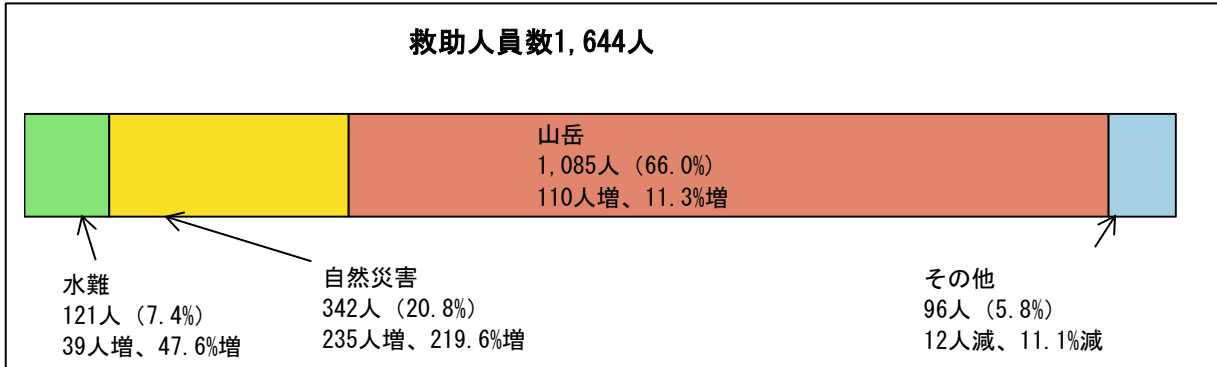 救助人員数1,644人
山岳
1,085人（66.0%）
110人増、11.3%増
水難
121人（7.4%）
39人増、47.6%増
自然災害
342人（20.8%）
235人増、219.6%増
その他
96人（5.8%）
12人減、11.1%減